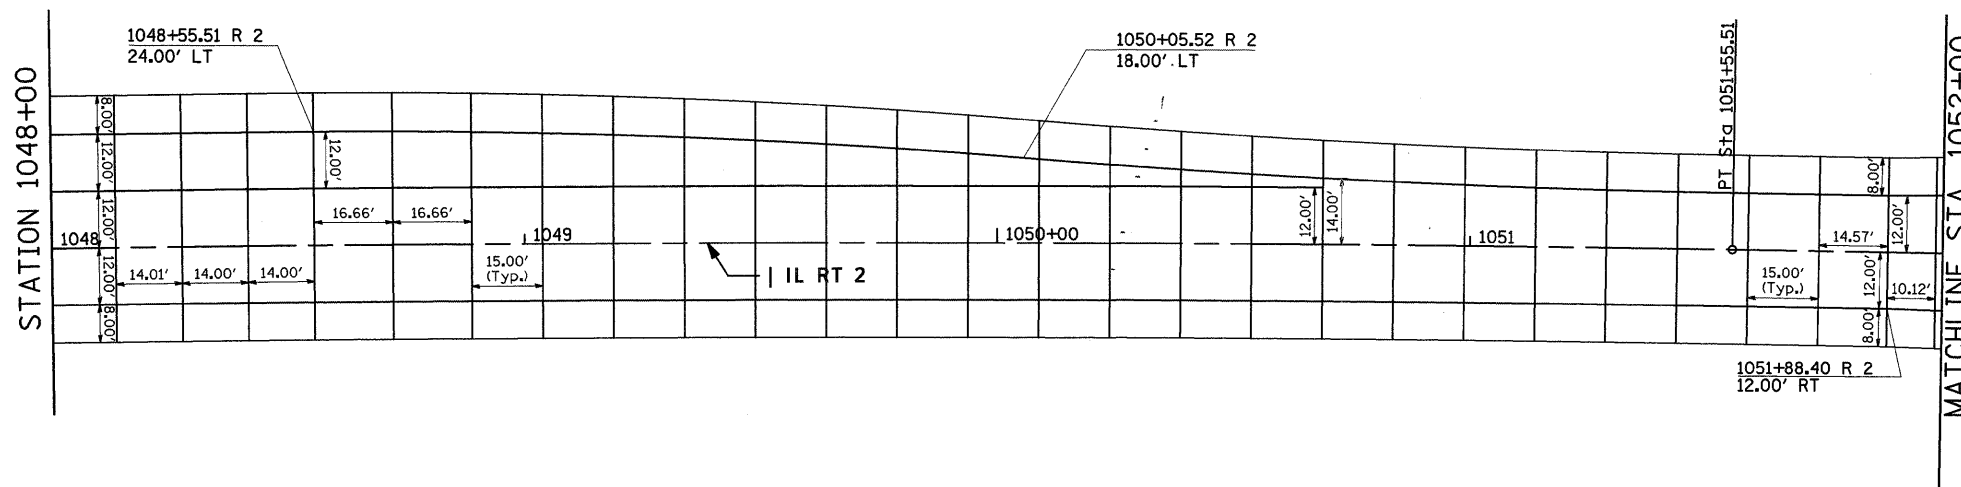 STATION 1048+00
1048+55.51 R 2
24.00' LT
1050+05.52 R 2
18.00' LT
PT Sta 1051+55.51
MATCHLINE STA 1052+00
8.00'
12.00'
12.00'
12.00'
8.00'
12.00'
16.66'
16.66'
1048
1049
1050+00
1051
14.01'
14.00'
14.00'
15.00'
(Typ.)
IL RT 2
12.00'
14.00'
8.00'
12.00'
14.57'
15.00'
(Typ.)
12.00'
10.12'
8.00'
1051+88.40 R 2
12.00' RT